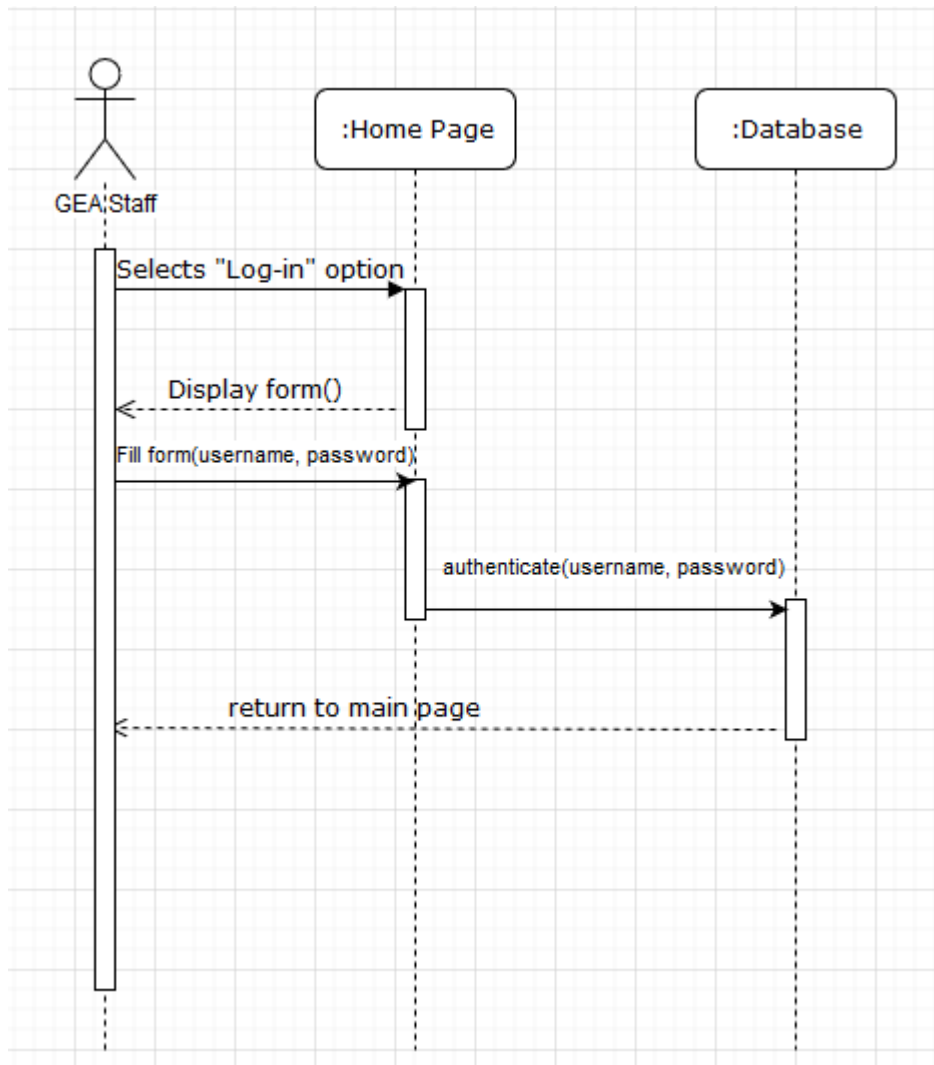 :Home Page
:Database
GEA Staff
Selects "Log-in" option
Display form()
Fill form(username, password)
authenticate(username, password)
return to main page